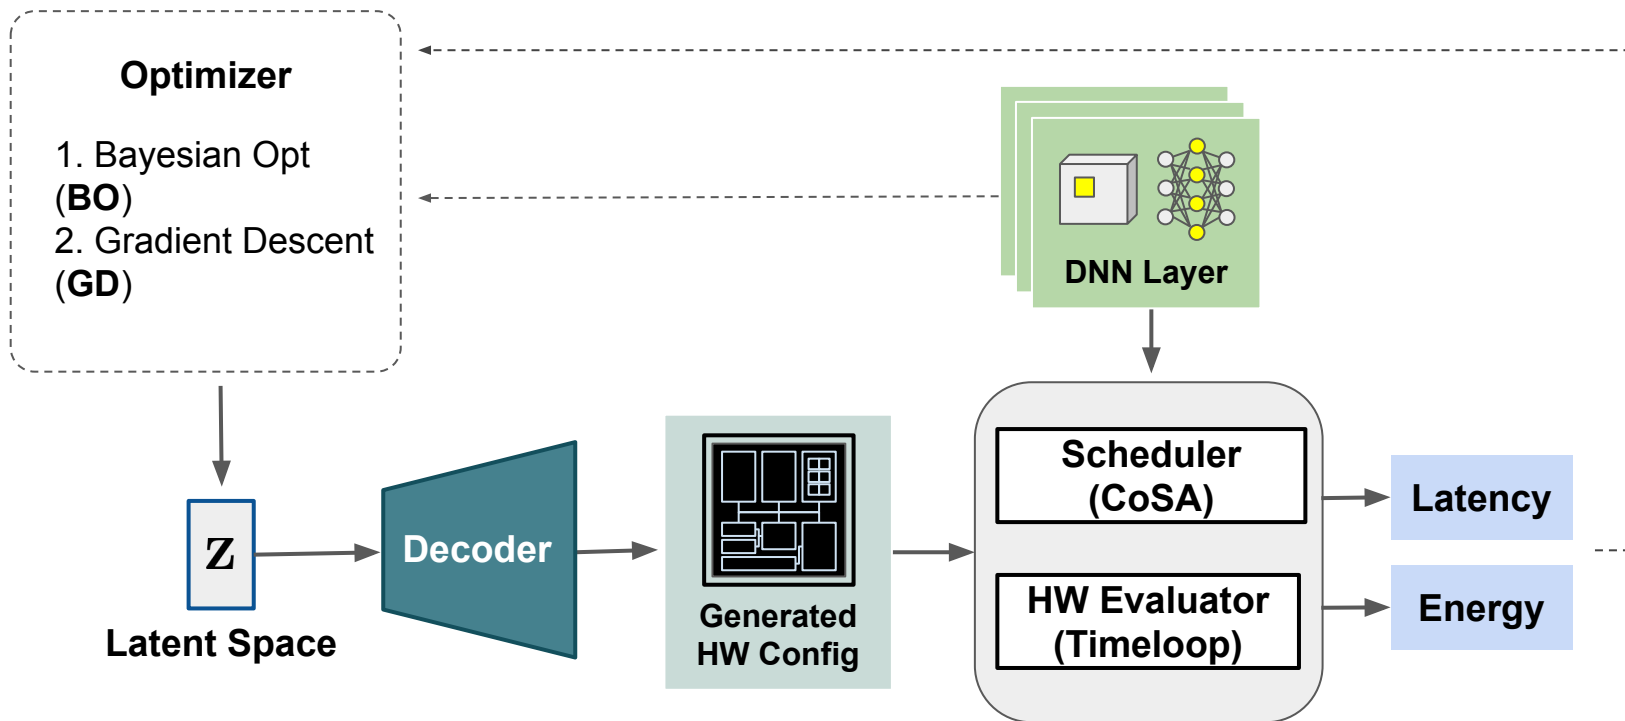 Optimizer
1. Bayesian Opt
(BO)
2. Gradient Descent
(GD)
DNN Layer
Z
Latent Space
Decoder
Generated
HW Config
Scheduler
(CoSA)
HW Evaluator
(Timeloop)
Latency
Energy